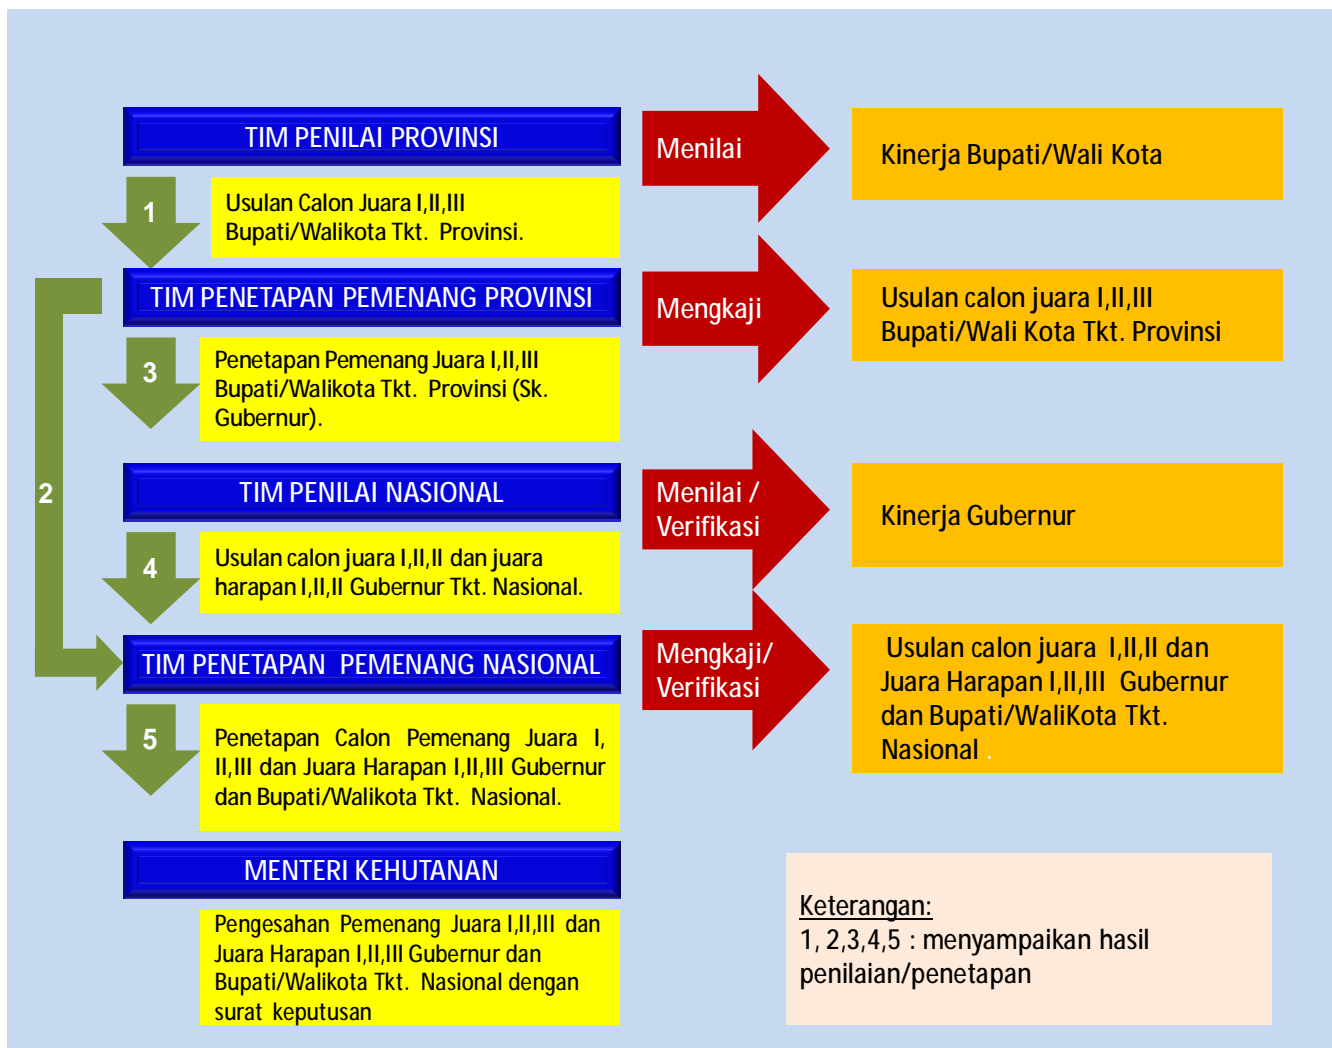 TIM PENILAI PROVINSI
Menilai
Kinerja Bupati/Wali Kota
1
Usulan Calon Juara I,II,III
Bupati/Walikota Tkt. Provinsi.
TIM PENETAPAN PEMENANG PROVINSI
Mengkaji
Usulan calon juara I,II,III
Bupati/Wali Kota Tkt. Provinsi
3
Penetapan Pemenang Juara I,II,III
Bupati/Walikota Tkt. Provinsi (Sk.
Gubernur).
2
TIM PENILAI NASIONAL
Menilai /
Verifikasi
Kinerja Gubernur
4
Usulan calon juara I,II,II dan juara
harapan I,II,II Gubernur Tkt. Nasional.
TIM PENETAPAN PEMENANG NASIONAL
Mengkaji/
Verifikasi
Usulan calon juara I,II,II dan
Juara Harapan I,II,III Gubernur
dan Bupati/WaliKota Tkt.
Nasional .
5
Penetapan Calon Pemenang Juara I,
II,III dan Juara Harapan I,II,III Gubernur
dan Bupati/Walikota Tkt. Nasional.
MENTERI KEHUTANAN
Pengesahan Pemenang Juara I,II,III dan
Juara Harapan I,II,III Gubernur dan
Bupati/Walikota Tkt. Nasional dengan
surat keputusan
Keterangan:
1, 2,3,4,5 : menyampaikan hasil
penilaian/penetapan